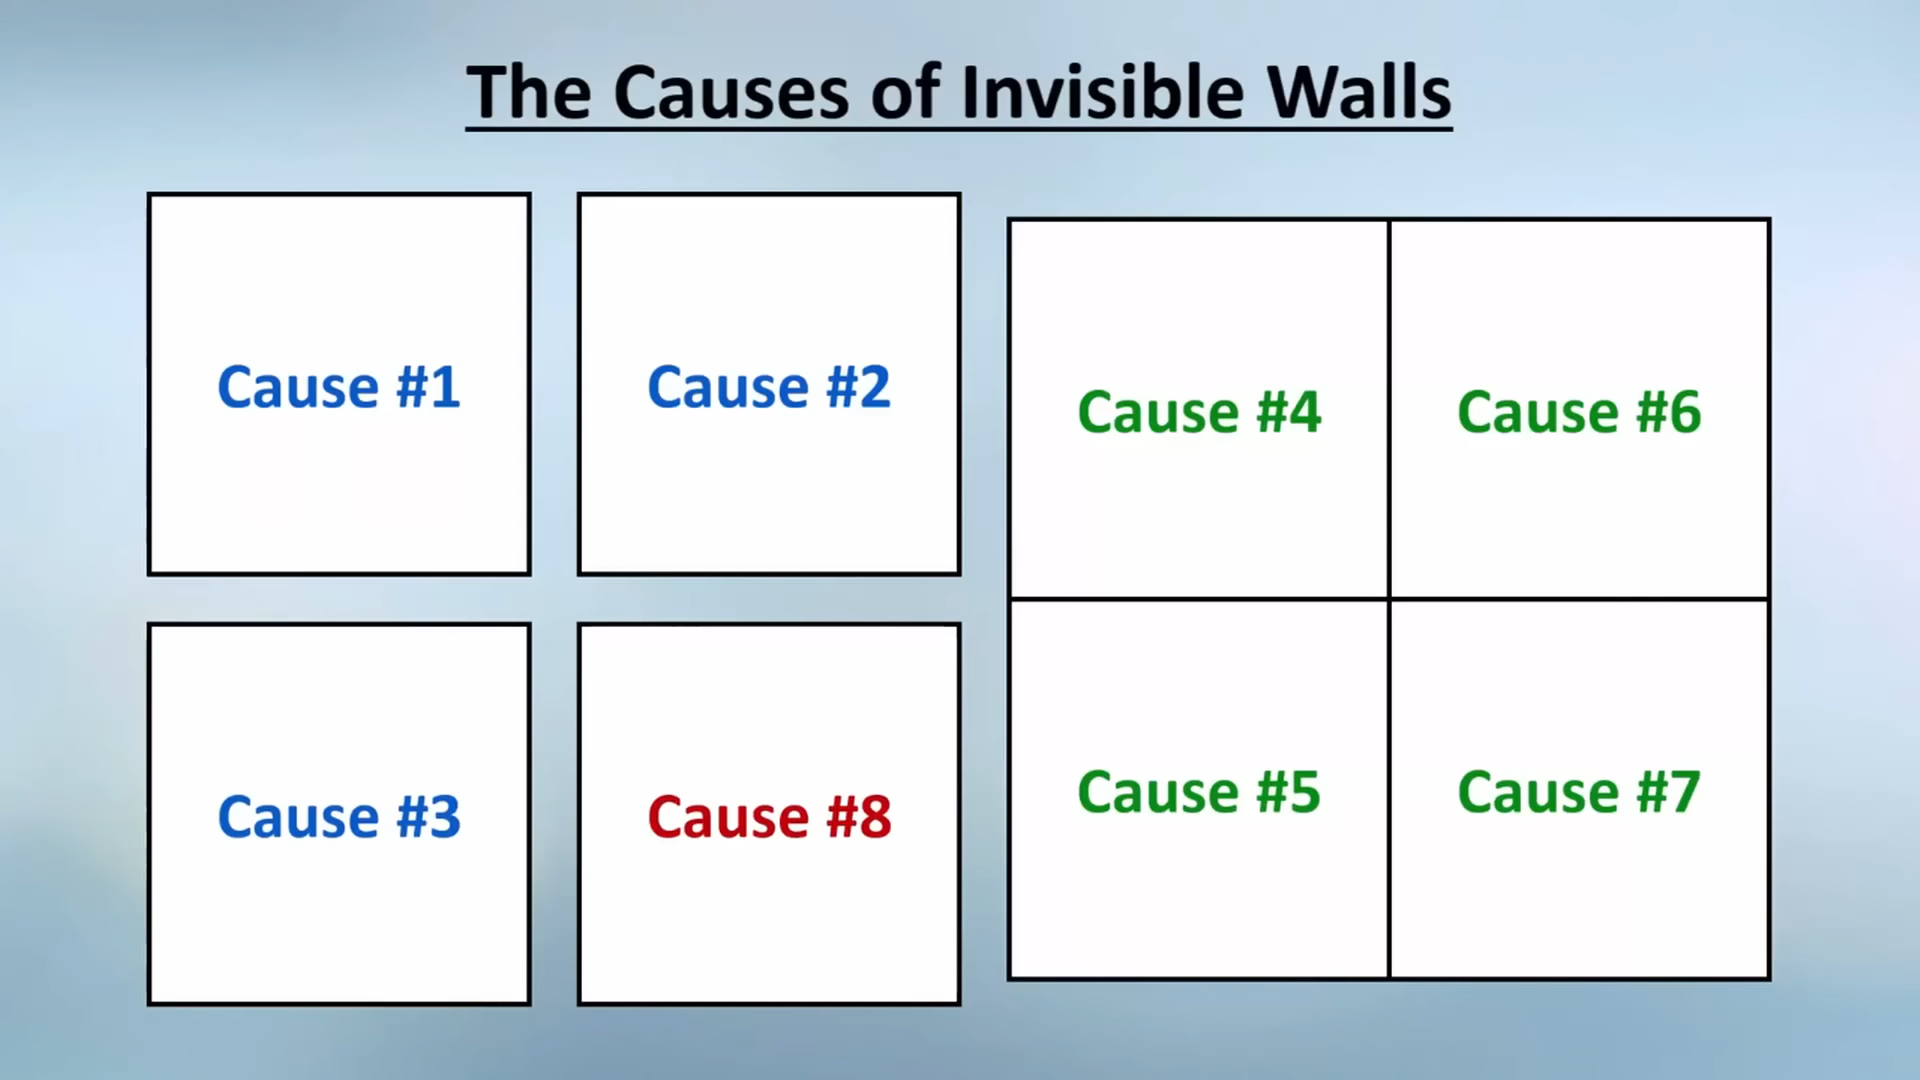 The Causes of Invisible Walls
Cause #1
Cause #2
Cause #3
Cause #8
Cause #4
Cause #6
Cause #5
Cause #7